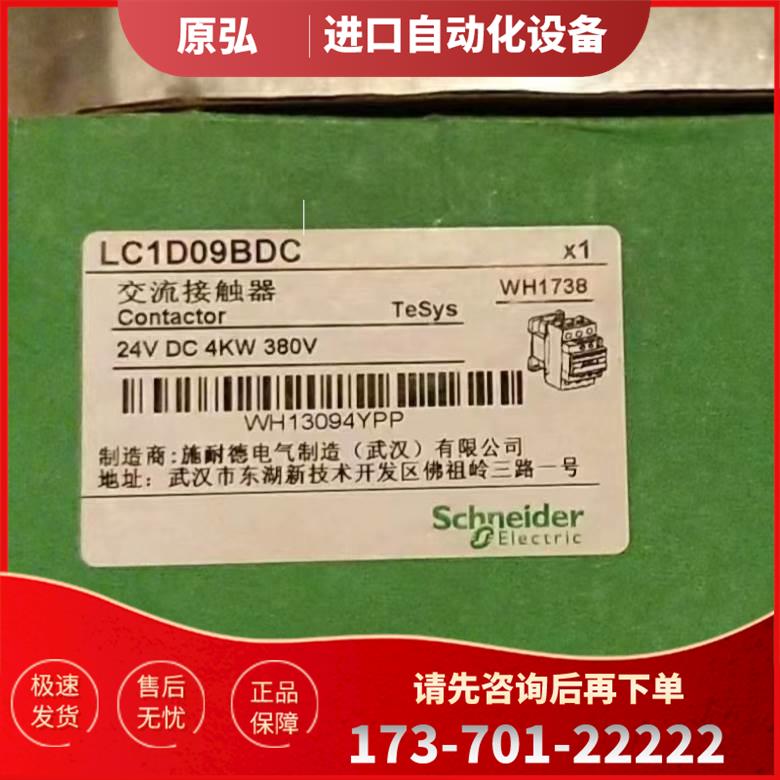 原弘 进口自动化设备
LC1D09BDC x1
交流接触器 WH1738
Contactor TeSys
24V DC 4KW 380V
WH13094YPP
制造商:施耐德电气制造（武汉）有限公司
地址：武汉市东湖新技术开发区佛祖岭三路一号
Schneider
Electric
极速 售后 正品 请先咨询后再下单
发货 无忧 保障 173-701-22222